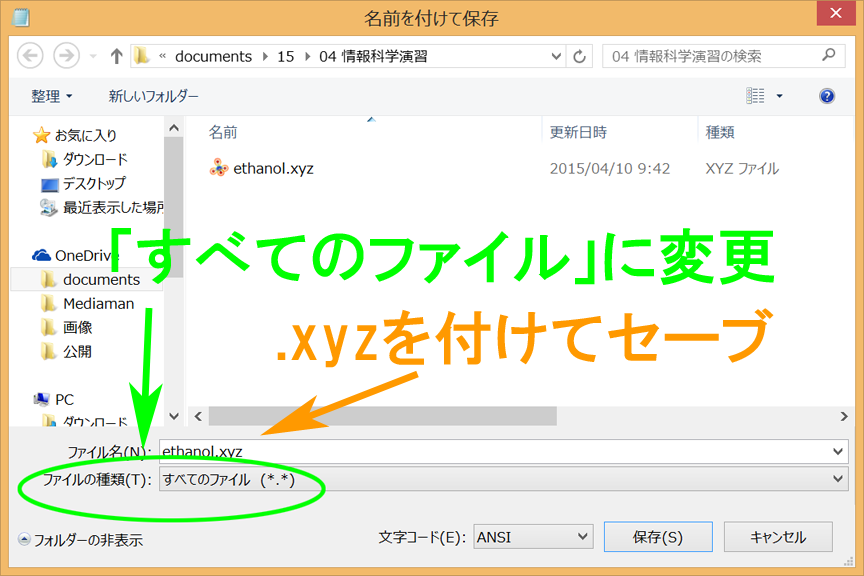 名前を付けて保存
« documents 15 04 情報科学演習
04 情報科学演習の検索
整理 新しいフォルダー
名前 更新日時 種類
ethanol.xyz 2015/04/10 9:42 XYZ ファイル
お気に入り
ダウンロード
デスクトップ
最近表示した場所
OneDrive
documents
Mediaman
画像
公開
PC
ダウンロード
「すべてのファイル」に変更
.xyzを付けてセーブ
ファイル名(N): ethanol.xyz
ファイルの種類(T): すべてのファイル (*.*)
フォルダーの非表示
文字コード(E): ANSI 保存(S) キャンセル